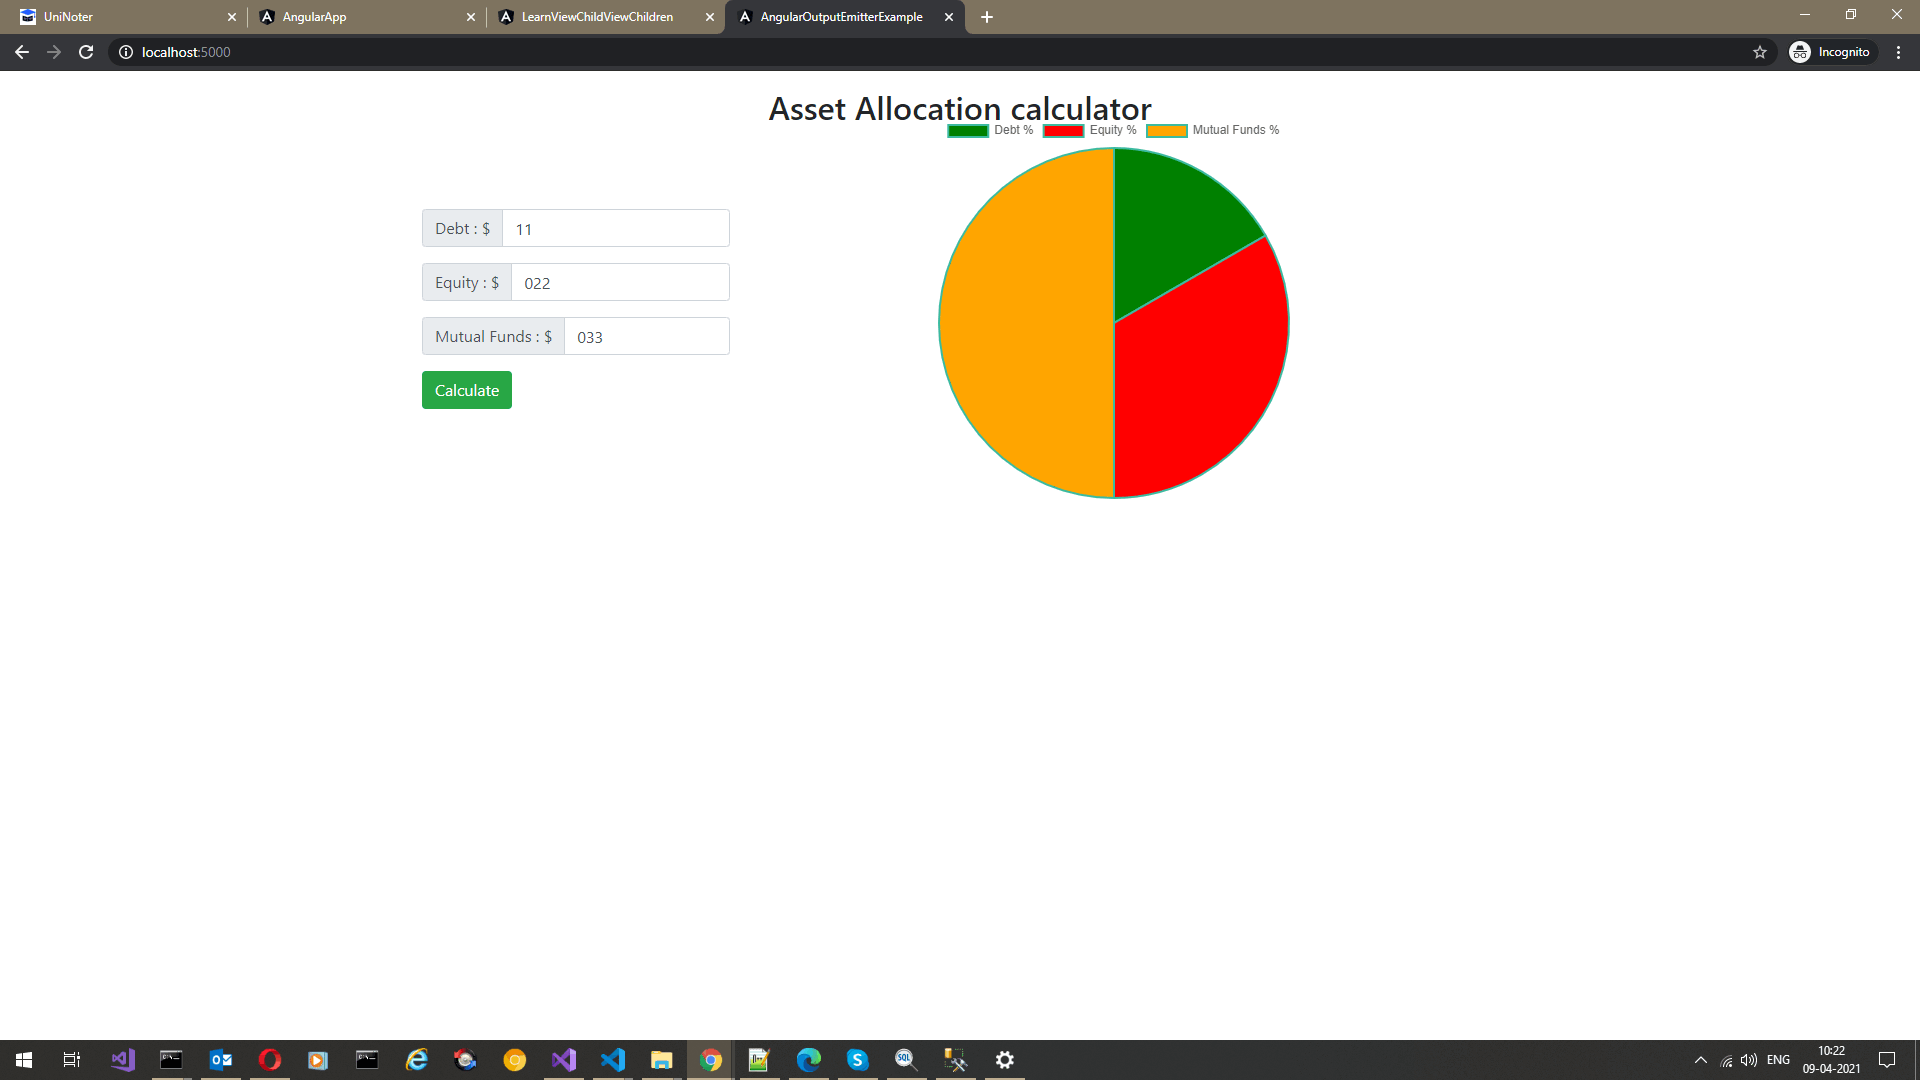 UniNoter
AngularApp
LearnViewChildViewChildren
AngularOutputEmitterExample
localhost:5000
Incognito
Asset Allocation calculator
Debt %
Equity %
Mutual Funds %
Debt : $
11
Equity : $
022
Mutual Funds : $
033
Calculate
SQL
ENG
10:22
09-04-2021